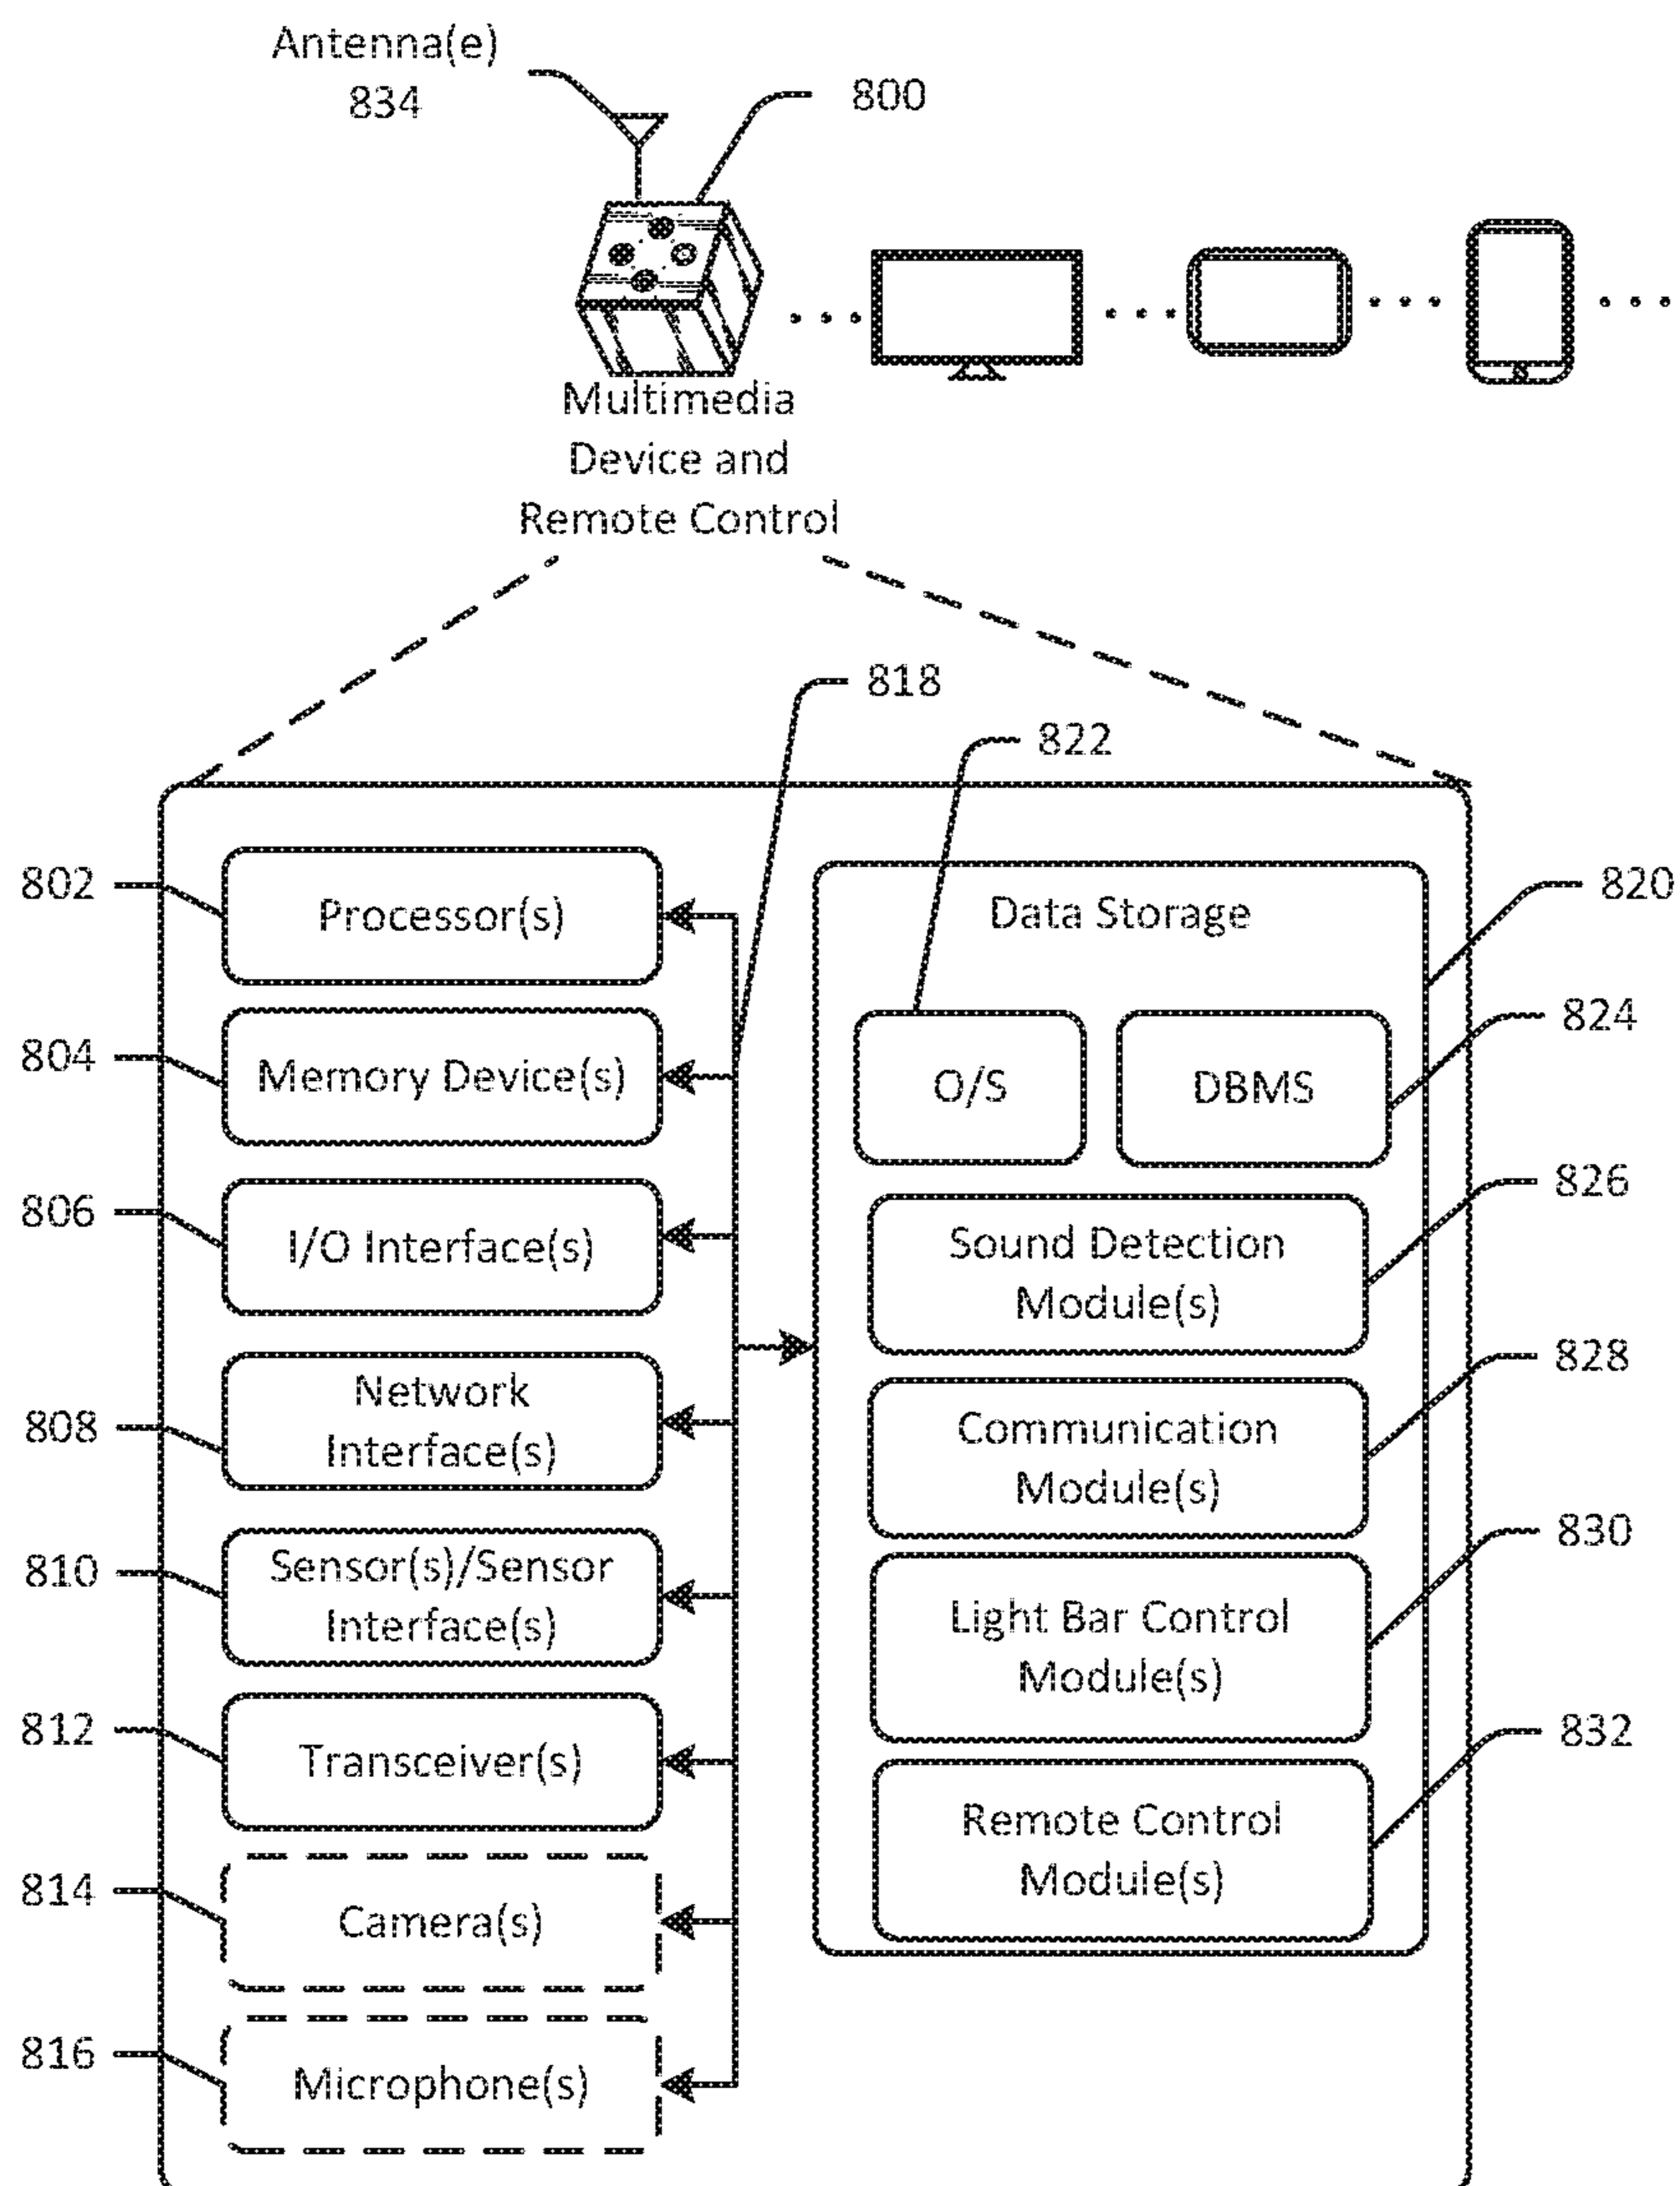 Antenna(e)
834
800
Multimedia
Device and
Remote Control
818
822
802
Processor(s)
804
Memory Device(s)
806
I/O Interface(s)
808
Network
Interface(s)
810
Sensor(s)/Sensor
Interface(s)
812
Transceiver(s)
814
Camera(s)
816
Microphone(s)
Data Storage
820
O/S
DBMS
824
Sound Detection
Module(s)
826
Communication
Module(s)
828
Light Bar Control
Module(s)
830
Remote Control
Module(s)
832